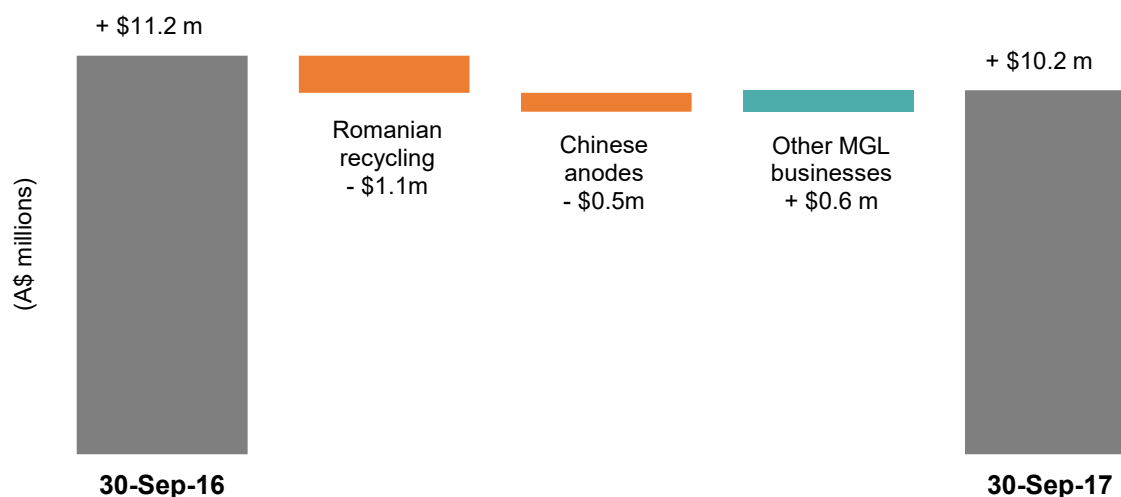 + $11.2 m
+ $10.2 m
Romanian
recycling
- $1.1m
Chinese
anodes
- $0.5m
Other MGL
businesses
+ $0.6 m
(A$ millions)
30-Sep-16
30-Sep-17